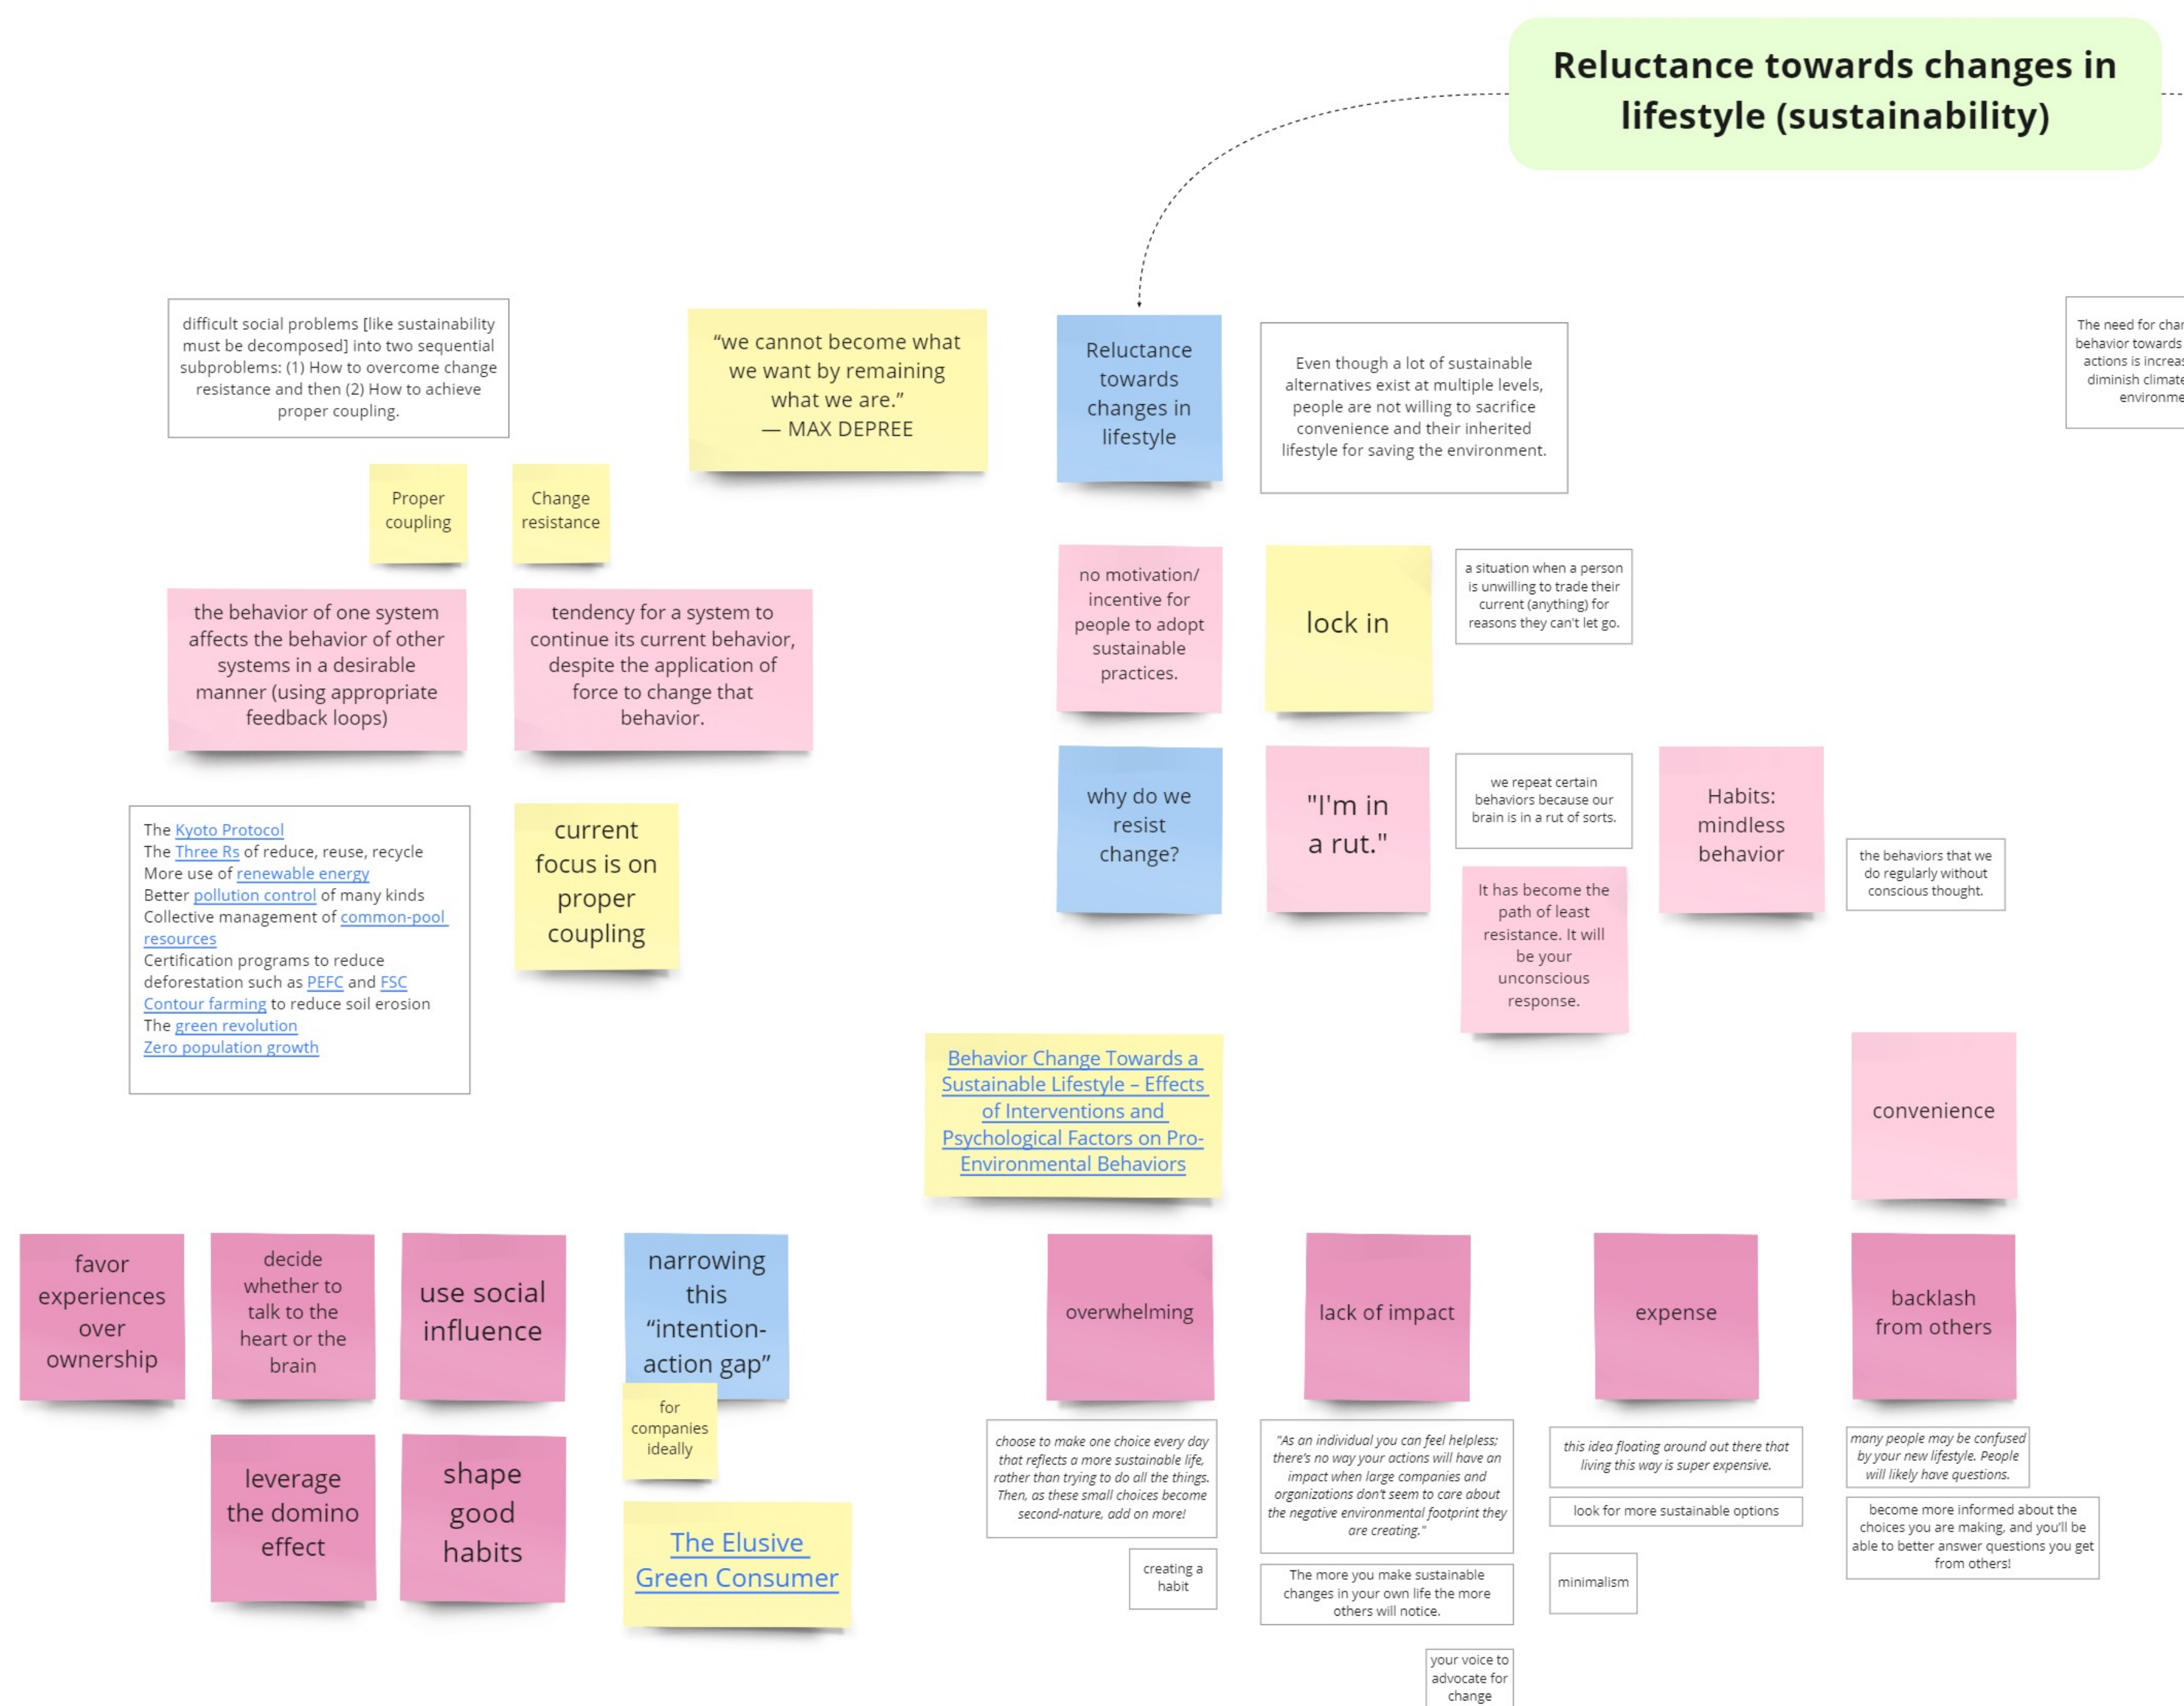 Reluctance towards changes in
lifestyle (sustainability)
difficult social problems [like sustainability
must be decomposed] into two sequential
subproblems: (1) How to overcome change
resistance and then (2) How to achieve
proper coupling.
“we cannot become what
we want by remaining
what we are.”
— MAX DEPREE
Reluctance
towards
changes in
lifestyle
Even though a lot of sustainable
alternatives exist at multiple levels,
people are not willing to sacrifice
convenience and their inherited
lifestyle for saving the environment.
The need for
behavior towards
actions is
diminish climate
Proper
coupling
Change
resistance
the behavior of one system
affects the behavior of other
systems in a desirable
manner (using appropriate
feedback loops)
tendency for a system to
continue its current behavior,
despite the application of
force to change that
behavior.
no motivation/
incentive for
people to adopt
sustainable
practices.
lock in
a situation when a person
is unwilling to trade their
current (anything) for
reasons they can't let go.
The Kyoto Protocol
The Three Rs of reduce, reuse, recycle
More use of renewable energy
Better pollution control of many kinds
Collective management of common-pool
resources
Certification programs to reduce
deforestation such as PEFC and FSC
Contour farming to reduce soil erosion
The green revolution
Zero population growth
current
focus is on
proper
coupling
why do we
resist
change?
"I'm in
a rut."
we repeat certain
behaviors because our
brain is in a rut of sorts.
It has become the
path of least
resistance. It will
be your
unconscious
response.
Habits:
mindless
behavior
the behaviors that we
do regularly without
conscious thought.
Behavior Change Towards a
Sustainable Lifestyle – Effects
of Interventions and
Psychological Factors on Pro-
Environmental Behaviors
convenience
favor
experiences
over
ownership
decide
whether to
talk to the
heart or the
brain
use social
influence
narrowing
this
“intention-
action gap”
for
companies
ideally
leverage
the domino
effect
shape
good
habits
The Elusive
Green Consumer
overwhelming
choose to make one choice every day
that reflects a more sustainable life,
rather than trying to do all the things.
Then, as these small choices become
second-nature, add on more!
creating a
habit
lack of impact
"As an individual you can feel helpless;
there's no way your actions will have an
impact when large companies and
organizations don't seem to care about
the negative environmental footprint they
are creating."
The more you make sustainable
changes in your own life the more
others will notice.
your voice to
advocate for
change
expense
this idea floating around out there that
living this way is super expensive.
look for more sustainable options
minimalism
backlash
from others
many people may be confused
by your new lifestyle. People
will likely have questions.
become more informed about the
choices you are making, and you'll be
able to better answer questions you get
from others!